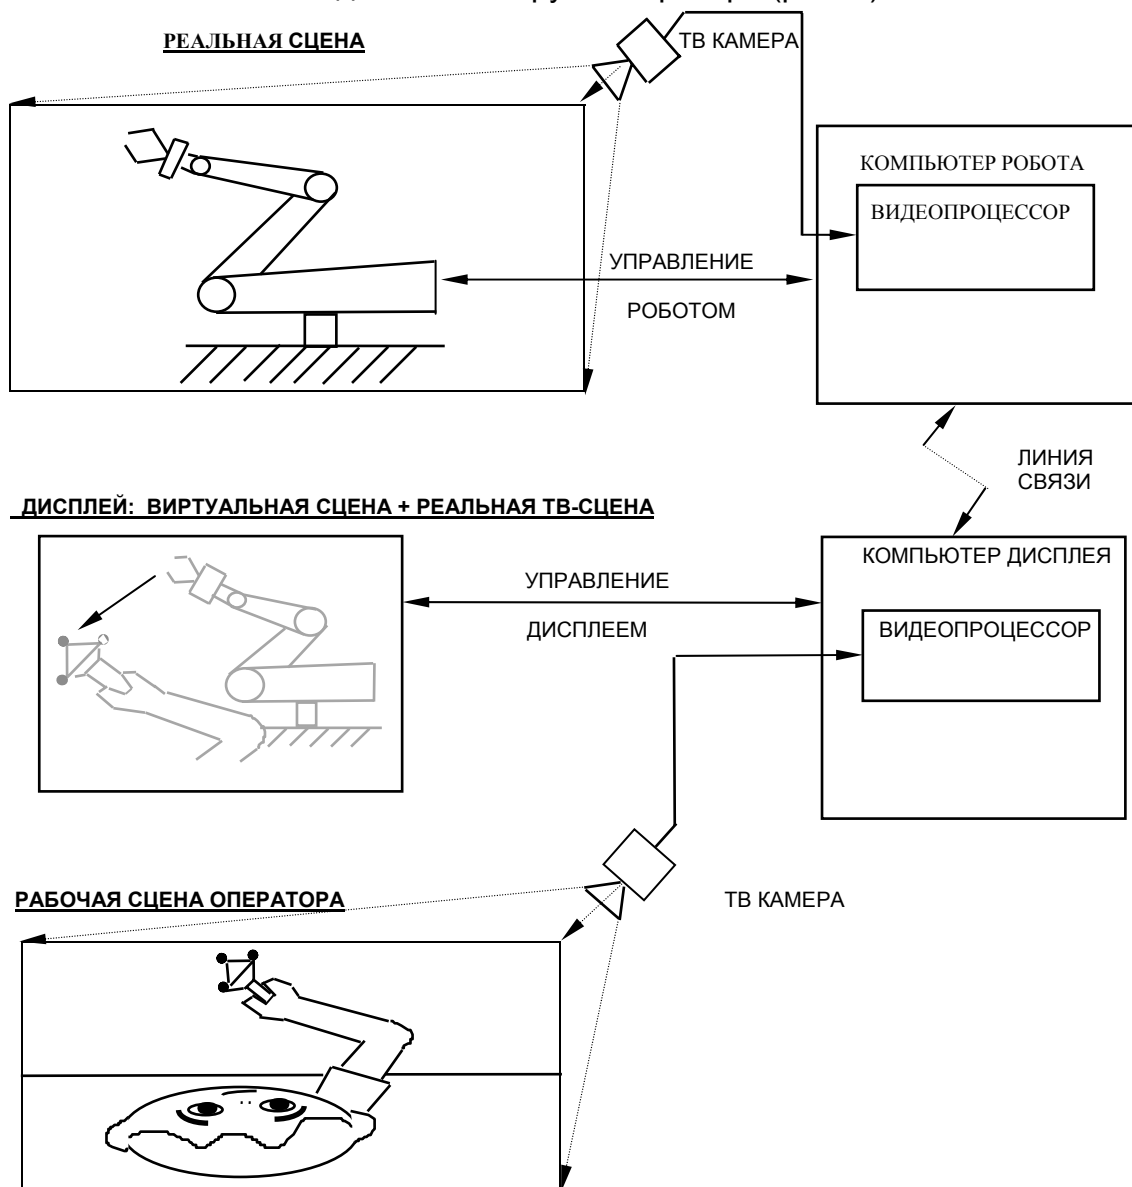 РЕАЛЬНАЯ СЦЕНА
ТВ КАМЕРА
КОМПЬЮТЕР РОБОТА
ВИДЕОПРОЦЕССОР
УПРАВЛЕНИЕ
РОБОТОМ
ЛИНИЯ
СВЯЗИ
ДИСПЛЕЙ: ВИРТУАЛЬНАЯ СЦЕНА + РЕАЛЬНАЯ ТВ-СЦЕНА
КОМПЬЮТЕР ДИСПЛЕЯ
УПРАВЛЕНИЕ
ДИСПЛЕЕМ
ВИДЕОПРОЦЕССОР
РАБОЧАЯ СЦЕНА ОПЕРАТОРА
ТВ КАМЕРА